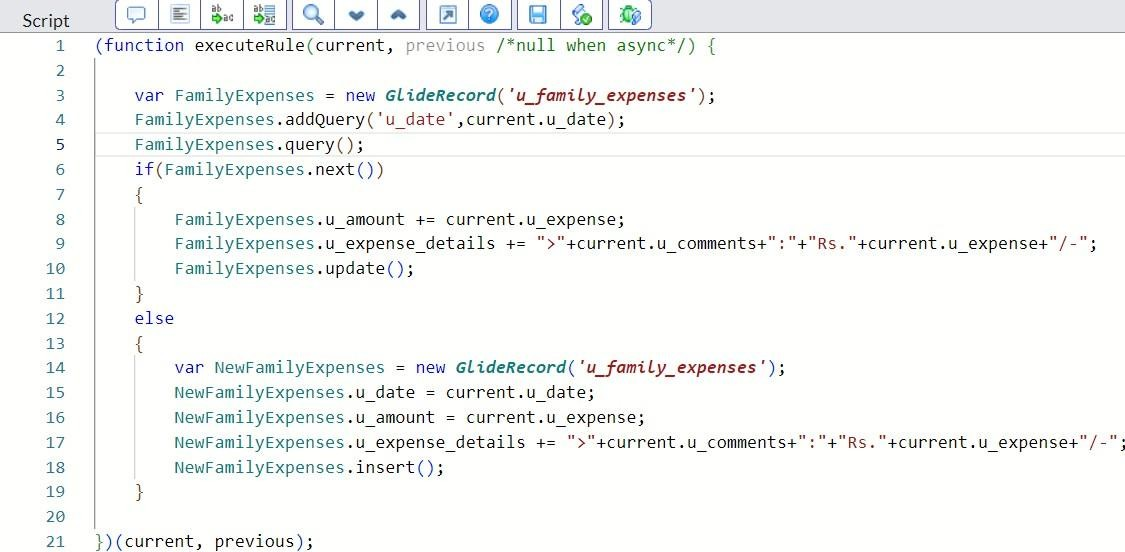 Script
1 (function executeRule(current, previous /*null when async*/) {
2
3 var FamilyExpenses = new GlideRecord('u_family_expenses');
4 FamilyExpenses.addQuery('u_date',current.u_date);
5 FamilyExpenses.query();
6 if(FamilyExpenses.next())
7 {
8 FamilyExpenses.u_amount += current.u_expense;
9 FamilyExpenses.u_expense_details += ">"+current.u_comments+":"+"Rs."+current.u_expense+"/-";
10 FamilyExpenses.update();
11 }
12 else
13 {
14 var NewFamilyExpenses = new GlideRecord('u_family_expenses');
15 NewFamilyExpenses.u_date = current.u_date;
16 NewFamilyExpenses.u_amount = current.u_expense;
17 NewFamilyExpenses.u_expense_details += ">"+current.u_comments+":"+"Rs."+current.u_expense+"/-";
18 NewFamilyExpenses.insert();
19 }
20
21 })(current, previous);